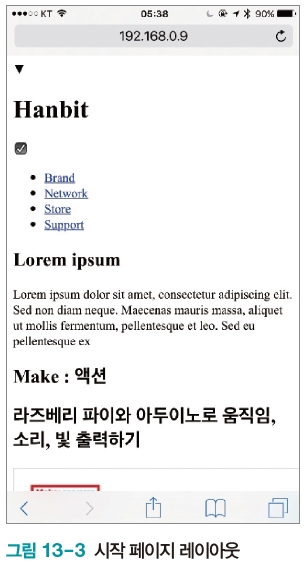 KT 05:38 90%
192.168.0.9
▼
Hanbit
Brand
Network
Store
Support
Lorem ipsum
Lorem ipsum dolor sit amet, consectetur adipiscing elit.
Sed non diam neque. Maecenas mauris massa, aliquet
ut mollis fermentum, pellentesque et leo. Sed eu
pellentesque ex
Make : 액션
라즈베리 파이와 아두이노로 움직임,
소리, 빛 출력하기
그림 13-3 시작 페이지 레이아웃